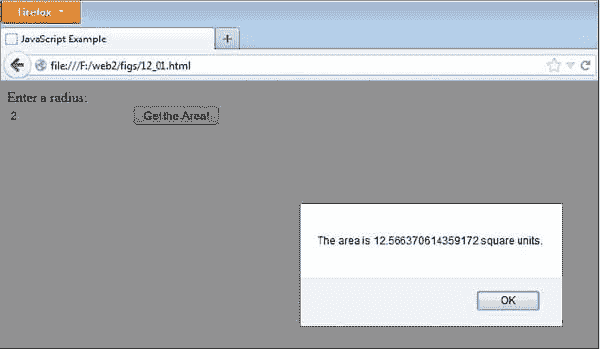 Firefox
JavaScript Example
file:///F:/web2/figs/12_01.html
Enter a radius:
2
Get the Area!
The area is 12.566370614359172 square units.
OK